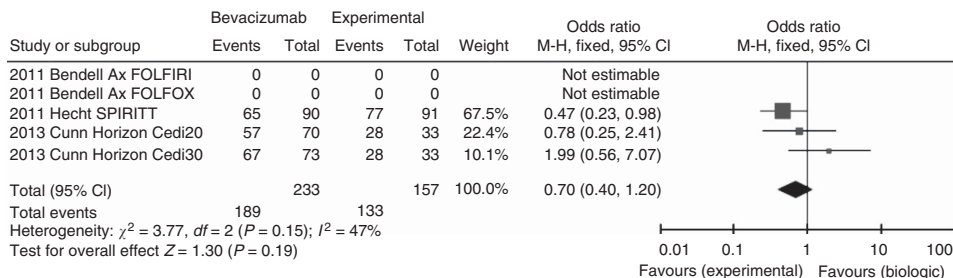 Bevacizumab Experimental Odds ratio Odds ratio
Study or subgroup Events Total Events Total Weight M-H, fixed, 95% CI M-H, fixed, 95% CI
2011 Bendell Ax FOLFIRI 0 0 0 0 Not estimable
2011 Bendell Ax FOLFOX 0 0 0 0 Not estimable
2011 Hecht SPIRITT 65 90 77 91 67.5% 0.47 (0.23, 0.98)
2013 Cunn Horizon Cedi20 57 70 28 33 22.4% 0.78 (0.25, 2.41)
2013 Cunn Horizon Cedi30 67 73 28 33 10.1% 1.99 (0.56, 7.07)
Total (95% CI) 233 157 100.0% 0.70 (0.40, 1.20)
Total events 189 133
Heterogeneity: χ² = 3.77, df = 2 (P = 0.15); I² = 47%
Test for overall effect Z = 1.30 (P = 0.19)
0.01 0.1 1 10 100
Favours (experimental) Favours (biologic)